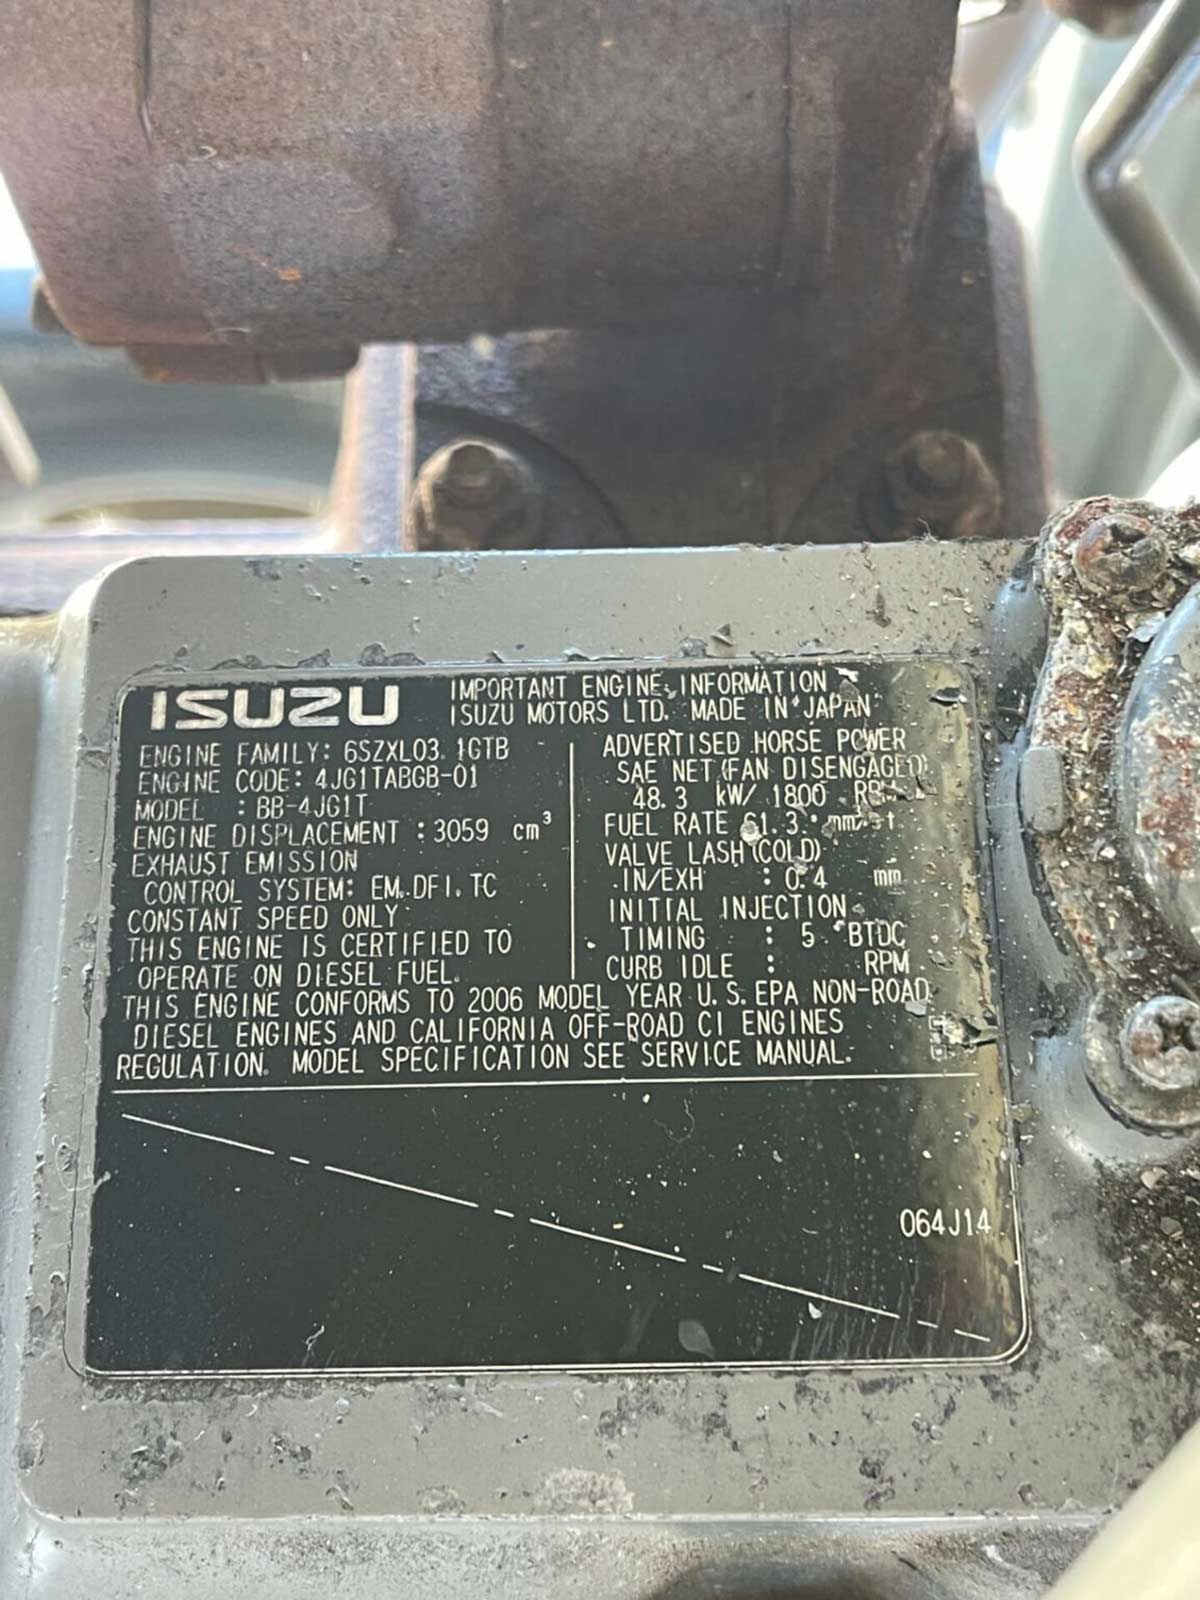 ISUZU
IMPORTANT ENGINE INFORMATION
ISUZU MOTORS LTD. MADE IN JAPAN
ENGINE FAMILY: 6SZXL03.1GTB
ENGINE CODE: 4JG1TABGB-01
MODEL : BB-4JG1T
ENGINE DISPLACEMENT : 3059 cm³
EXHAUST EMISSION
CONTROL SYSTEM: EM. DFI. TC
CONSTANT SPEED ONLY
THIS ENGINE IS CERTIFIED TO
OPERATE ON DIESEL FUEL.
ADVERTISED HORSE POWER
SAE NET (FAN DISENGAGED)
48.3 kW/ 1800
FUEL RATE 61.3
VALVE LASH (COLD)
IN/EXH : 0.4 mm
INITIAL INJECTION
TIMING : 5 ° BTDC
CURB IDLE : RPM
THIS ENGINE CONFORMS TO 2006 MODEL YEAR U.S. EPA NON-ROAD
DIESEL ENGINES AND CALIFORNIA OFF-ROAD CI ENGINES
REGULATION. MODEL SPECIFICATION SEE SERVICE MANUAL.
064J14